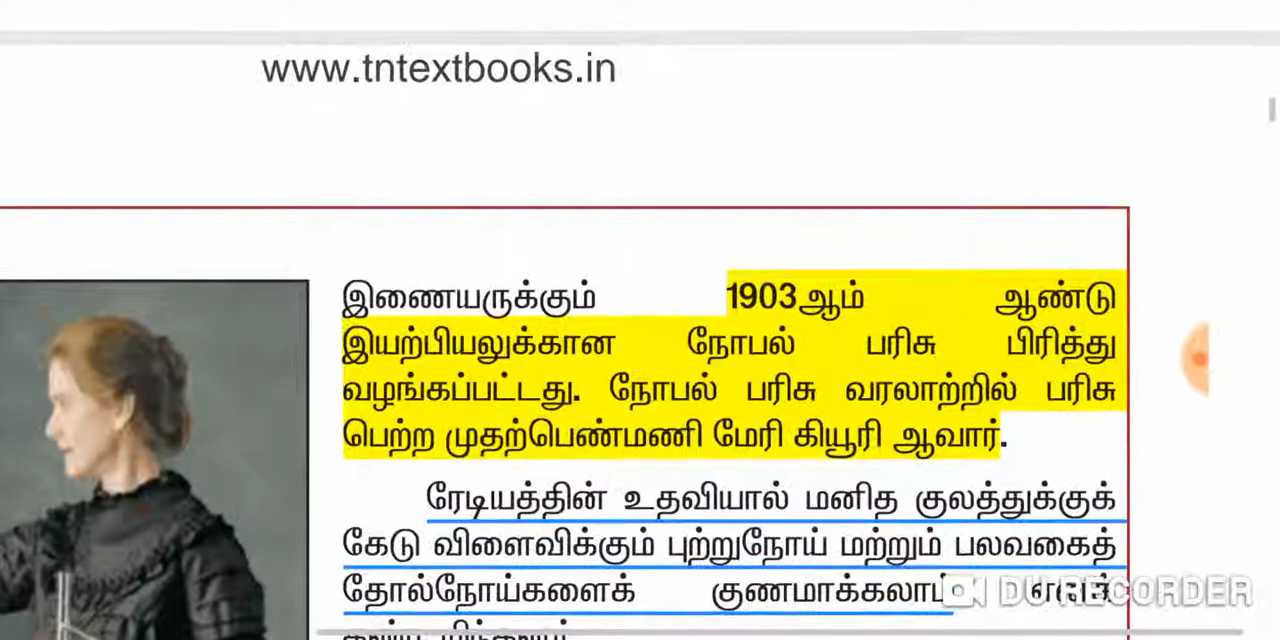 www.tntextbooks.in
இணையருக்கும் 1903ஆம் ஆண்டு
இயற்பியலுக்கான நோபல் பரிசு பிரித்து
வழங்கப்பட்டது. நோபல் பரிசு வரலாற்றில் பரிசு
பெற்ற முதற்பெண்மணி மேரி கியூரி ஆவார்.
ரேடியத்தின் உதவியால் மனித குலத்துக்குக்
கேடு விளைவிக்கும் புற்றுநோய் மற்றும் பலவகைத்
தோல்நோய்களைக் குணமாக்கலாம்
DU RECORDER